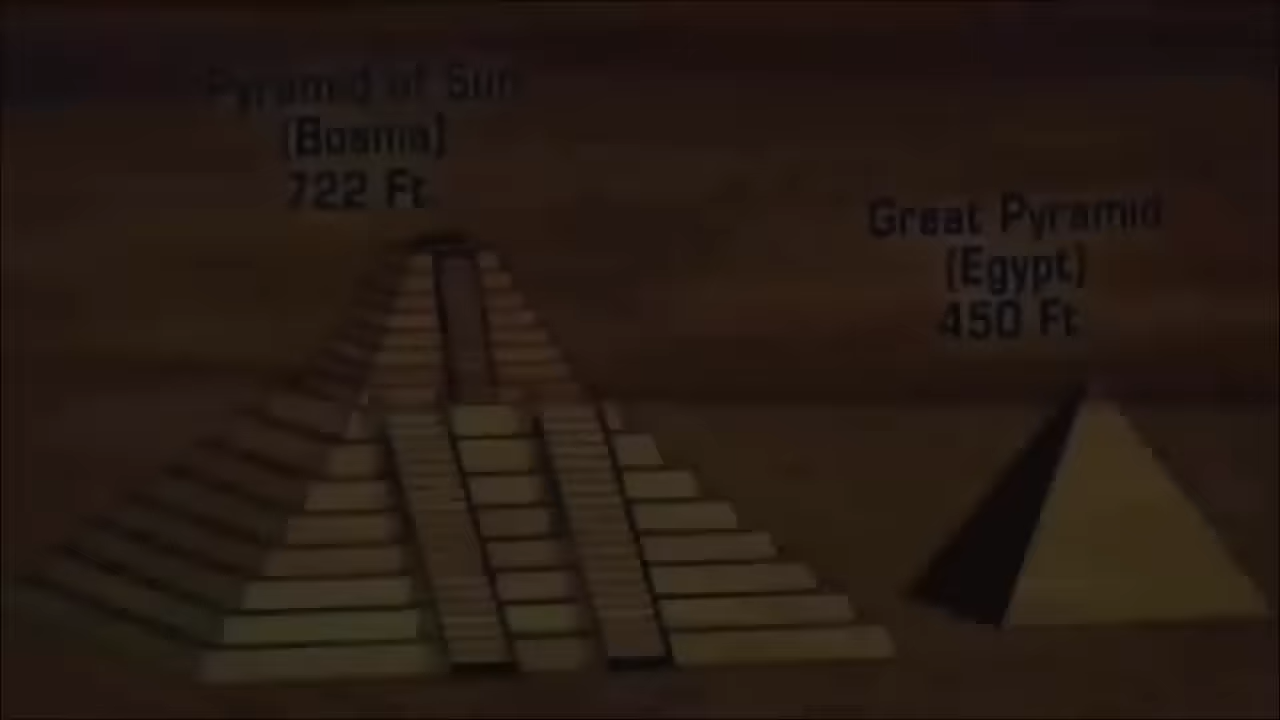 Pyramid of Sun
(Bosnia)
722 Ft.
Great Pyramid
(Egypt)
450 Ft